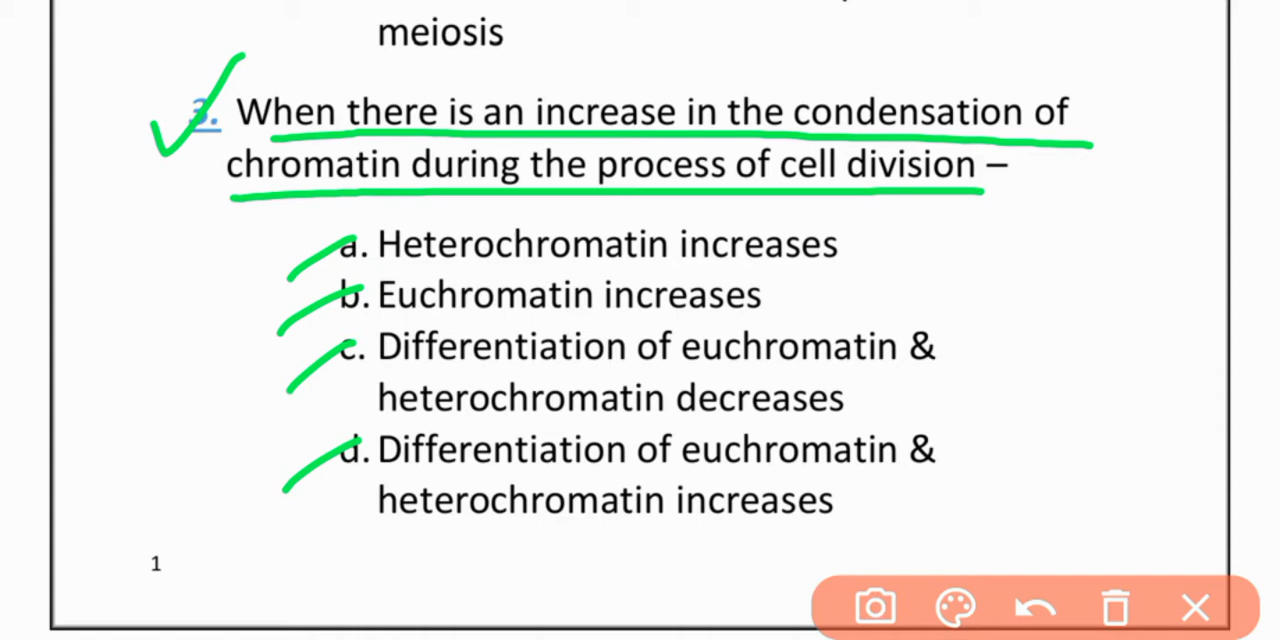 meiosis
3. When there is an increase in the condensation of
chromatin during the process of cell division –
a. Heterochromatin increases
b. Euchromatin increases
c. Differentiation of euchromatin &
heterochromatin decreases
d. Differentiation of euchromatin &
heterochromatin increases
1